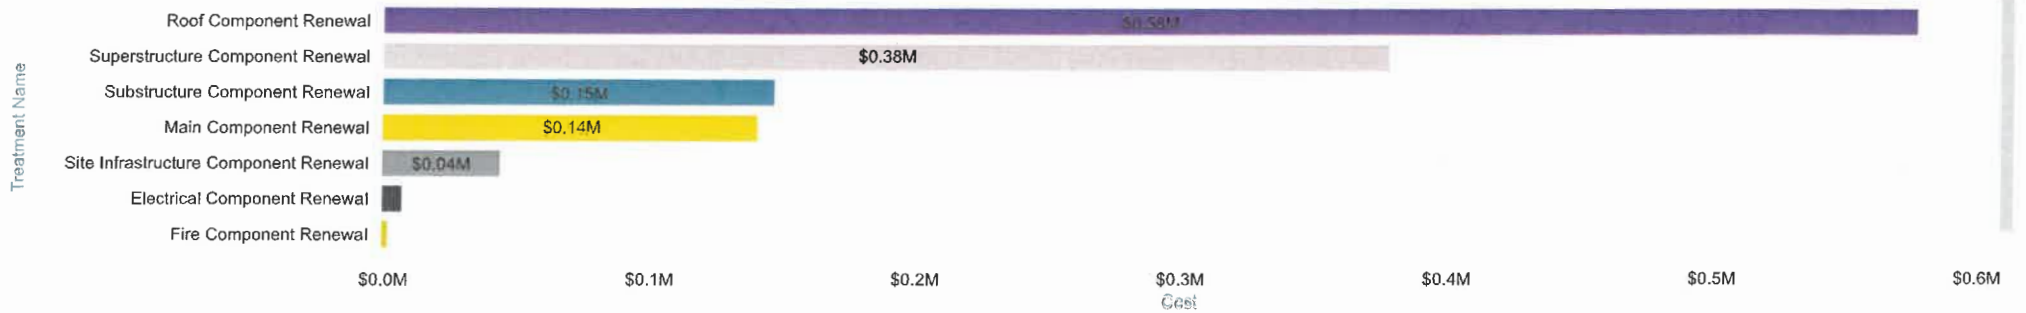 Treatment Name
Roof Component Renewal
$0.58M
Superstructure Component Renewal
$0.38M
Substructure Component Renewal
$0.15M
Main Component Renewal
$0.14M
Site Infrastructure Component Renewal
$0.04M
Electrical Component Renewal
Fire Component Renewal
$0.0M $0.1M $0.2M $0.3M $0.4M $0.5M $0.6M
Cost